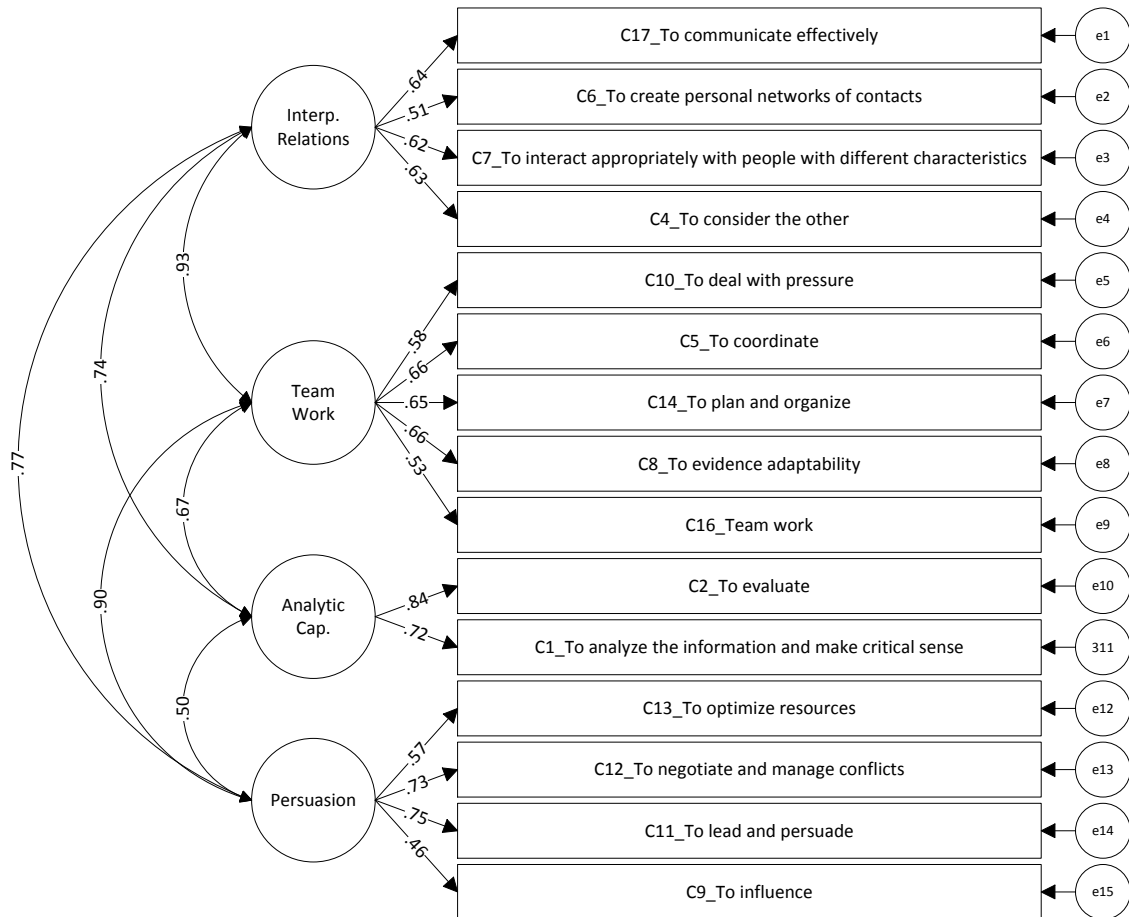 C17_To communicate effectively
e1
.64
C6_To create personal networks of contacts
e2
.51
Interp.
Relations
C7_To interact appropriately with people with different characteristics
e3
.62
C4_To consider the other
e4
.63
.93
C10_To deal with pressure
e5
.58
C5_To coordinate
e6
.66
.74
Team
Work
C14_To plan and organize
e7
.65
C8_To evidence adaptability
e8
.66
.77
C16_Team work
e9
.53
.67
C2_To evaluate
e10
.84
.90
Analytic
Cap.
C1_To analyze the information and make critical sense
311
.72
.50
C13_To optimize resources
e12
.57
C12_To negotiate and manage conflicts
e13
.73
Persuasion
C11_To lead and persuade
e14
.75
C9_To influence
e15
.46